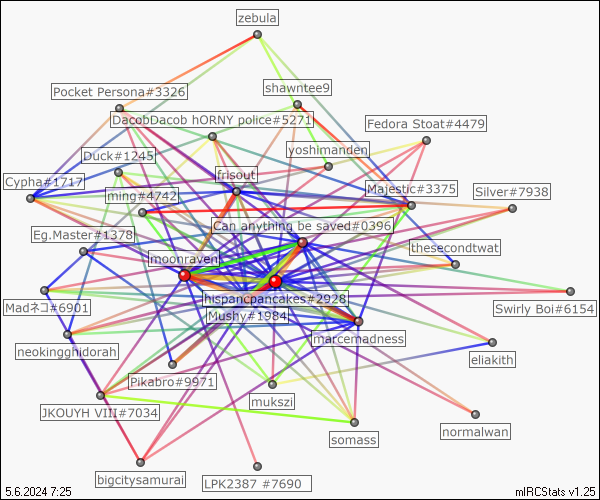 zebula
shawntee9
Pocket Persona#3326
DacobDacob hORNY police#5271
Fedora Stoat#4479
yoshimanden
Duck#1245
frisout
Cypha#1717
ming#4742
Majestic#3375
Silver#7938
Can anything be saved#0396
Eg.Master#1378
thesecondtwat
moonraven
hispancpancakes#2928
Madネコ#6901
Mushy#1984
Swirly Boi#6154
marcemadness
neokingghidorah
eliakith
Pikabro#9971
mukszi
JKOUYH VIII#7034
normalwan
somass
bigcitysamurai
LPK2387 #7690
5.6.2024 7:25
mIRCStats v1.25